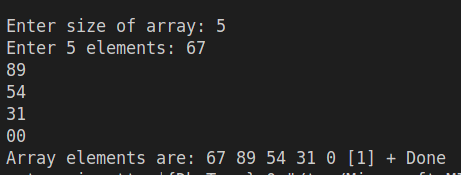 Enter size of array: 5
Enter 5 elements: 67
89
54
31
00
Array elements are: 67 89 54 31 0 [1] + Done